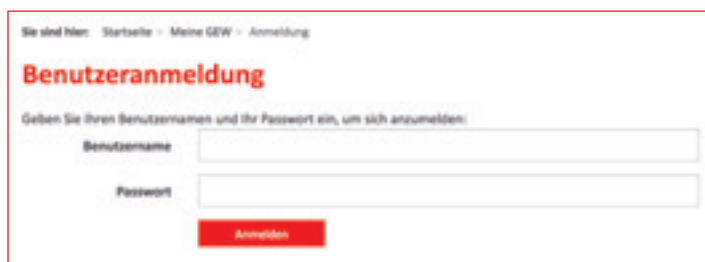 Sie sind hier: Startseite > Meine GEW > Anmeldung
Benutzeranmeldung
Geben Sie Ihren Benutzernamen und Ihr Passwort ein, um sich anzumelden:
Benutzername
Passwort
Anmelden